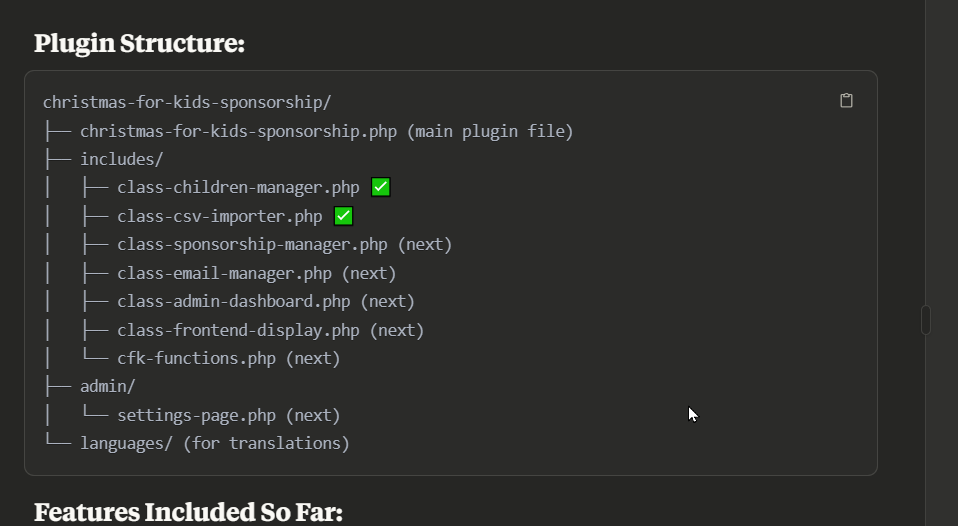 Plugin Structure:
christmas-for-kids-sponsorship/
├── christmas-for-kids-sponsorship.php (main plugin file)
├── includes/
│   ├── class-children-manager.php ✅
│   ├── class-csv-importer.php ✅
│   ├── class-sponsorship-manager.php (next)
│   ├── class-email-manager.php (next)
│   ├── class-admin-dashboard.php (next)
│   ├── class-frontend-display.php (next)
│   └── cfk-functions.php (next)
├── admin/
│   └── settings-page.php (next)
└── languages/ (for translations)
Features Included So Far: